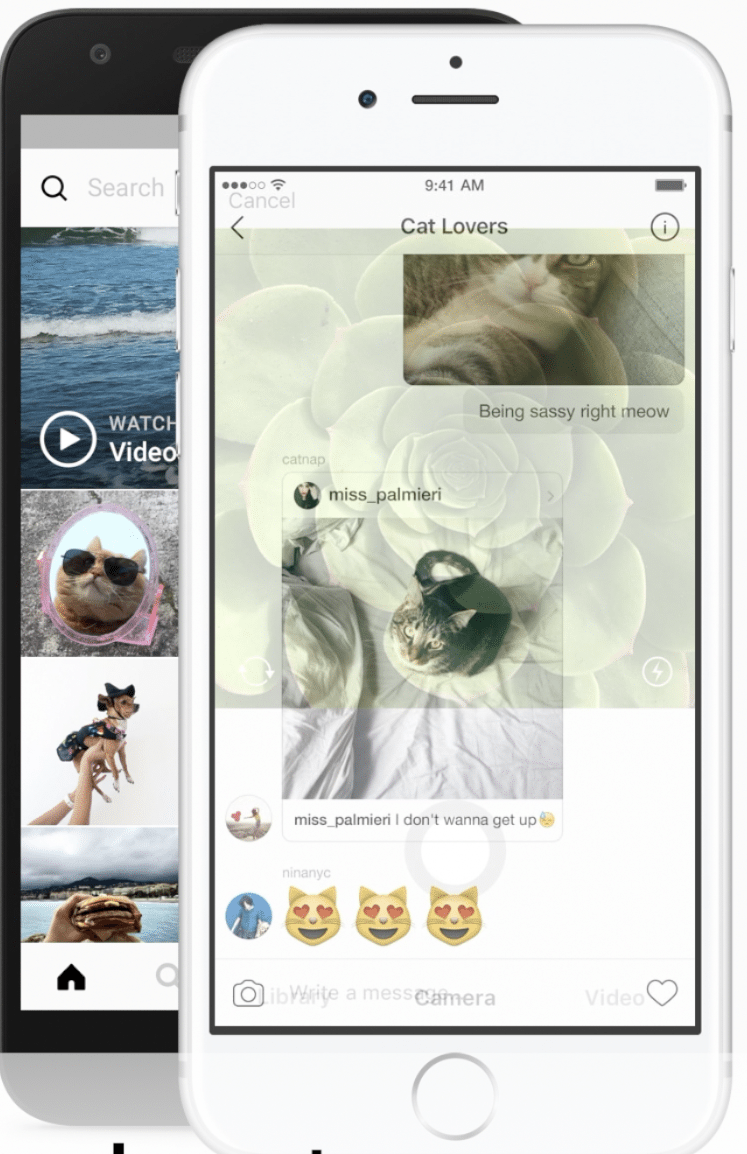 Search
WATCH
Video
9:41 AM
Cancel
Cat Lovers
Being sassy right meow
catnap
miss_palmieri
miss_palmieri I don't wanna get up
ninanyc
Library
Write a message...
Camera
Video